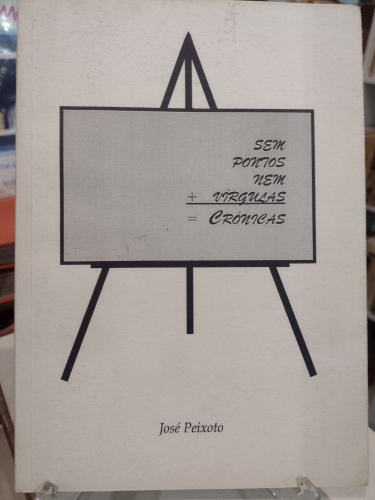 SEM
PONTOS
NEM
+ VÍRGULAS
= CRÓNICAS
José Peixoto